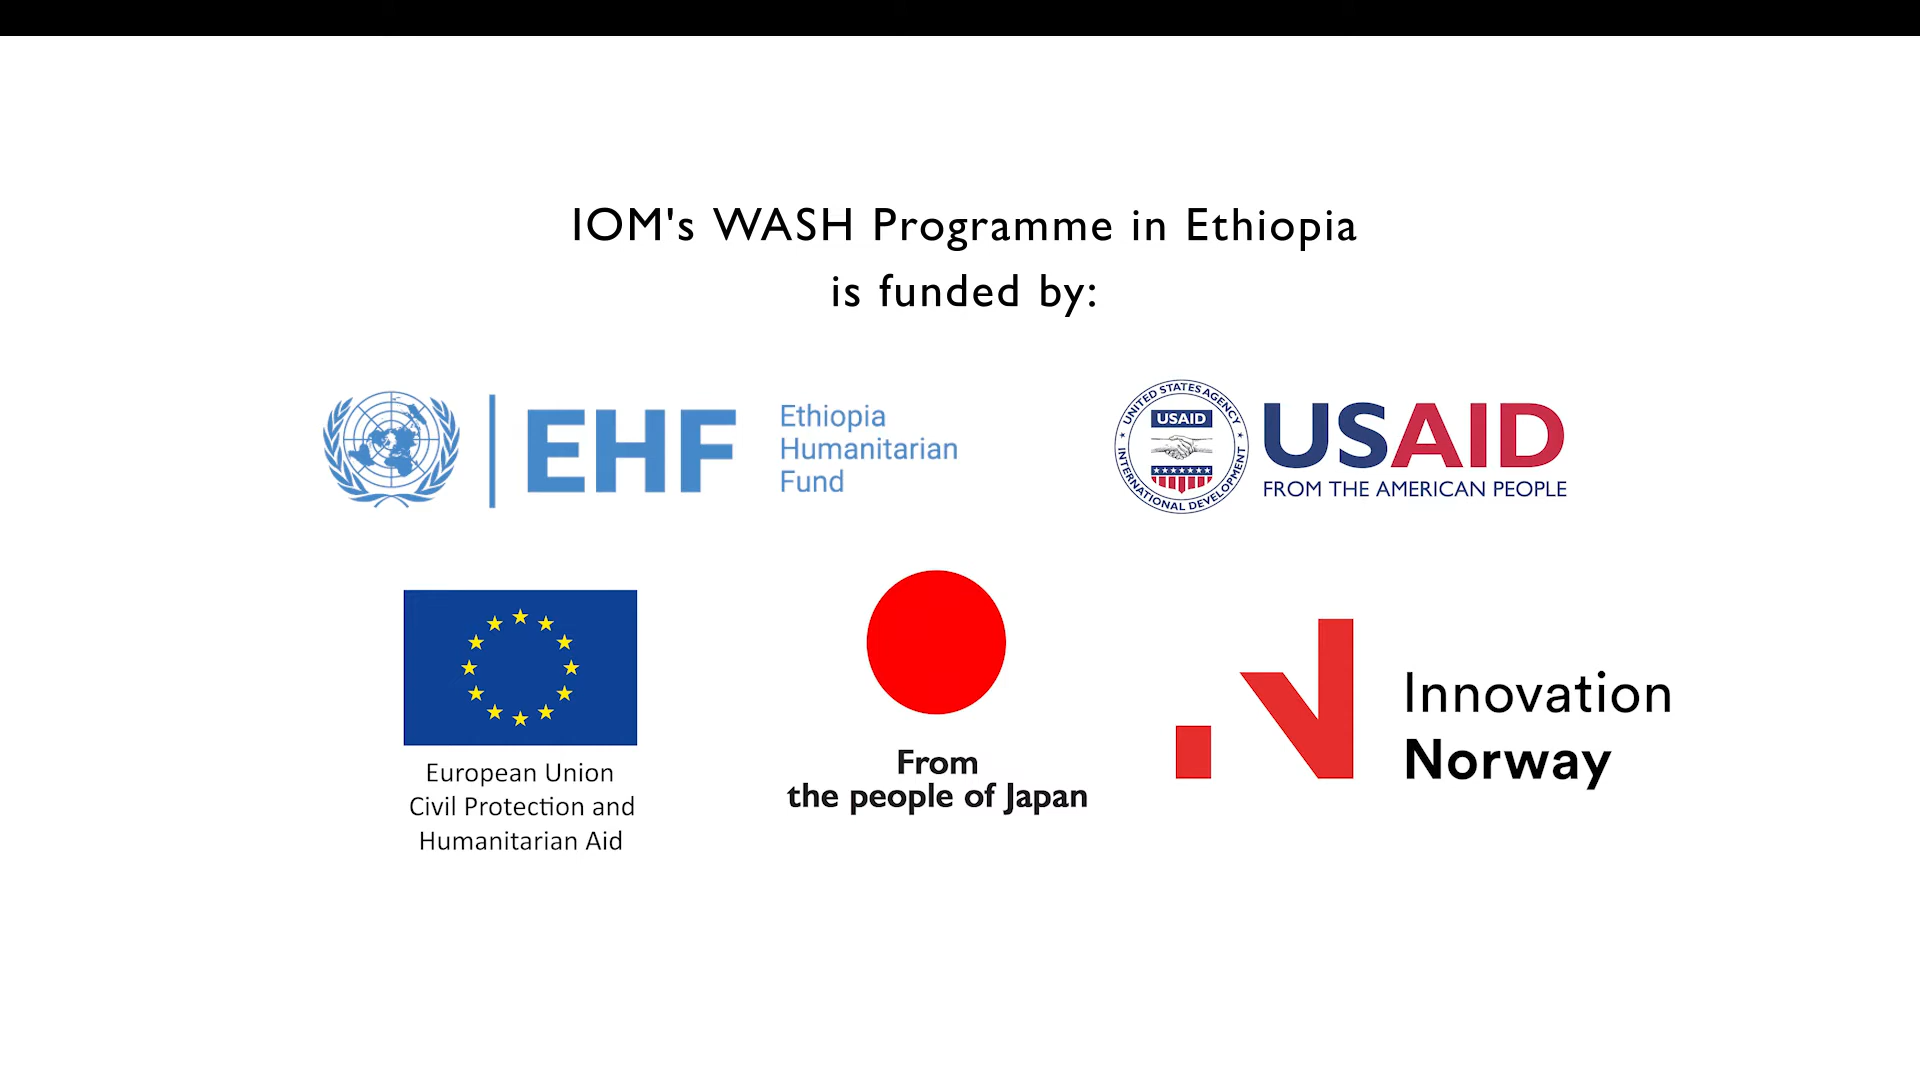 IOM's WASH Programme in Ethiopia
is funded by:
EHF
Ethiopia
Humanitarian
Fund
UNITED STATES AGENCY
USAID
INTERNATIONAL DEVELOPMENT
USAID
FROM THE AMERICAN PEOPLE
European Union
Civil Protection and
Humanitarian Aid
From
the people of Japan
Innovation
Norway